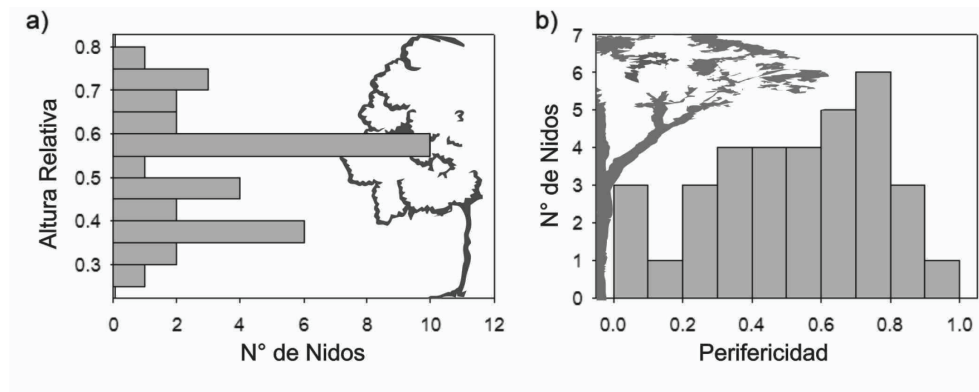 a)
0.8
0.7
0.6
0.5
0.4
0.3
Altura Relativa
0 2 4 6 8 10 12
N° de Nidos
b)
7
6
5
4
3
2
1
0
N° de Nidos
0.0 0.2 0.4 0.6 0.8 1.0
Perifericidad